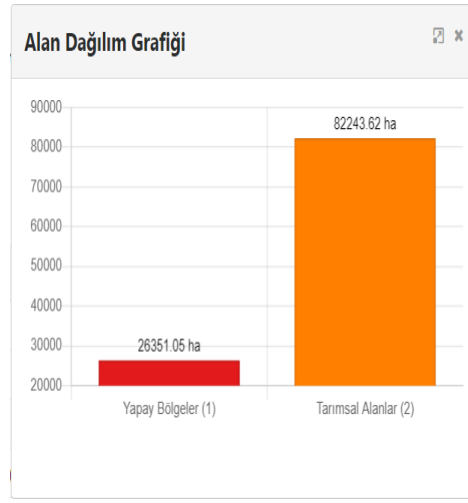 Alan Dağılım Grafiği
90000
82243.62 ha
80000
70000
60000
50000
40000
30000
26351.05 ha
20000
Yapay Bölgeler (1) Tarımsal Alanlar (2)